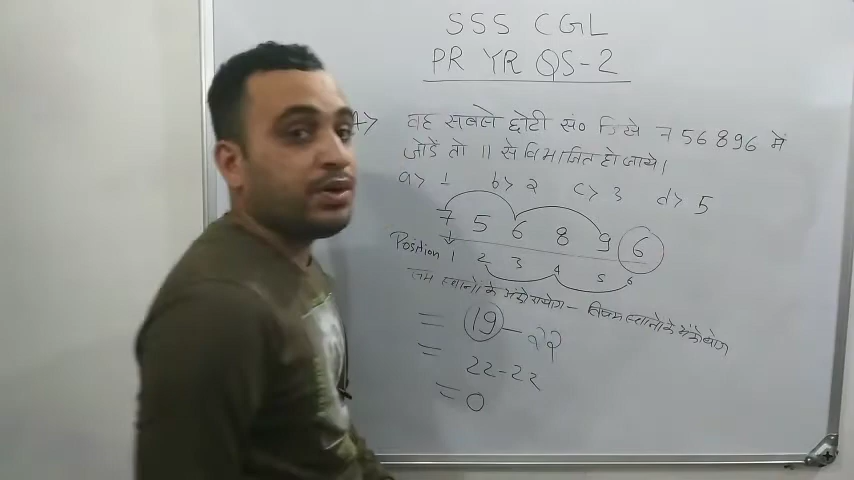 SSS CGL
PR YR QS-2
A> वह सबसे छोटी सं० जिसे 756896 में
जोड़ें तो 11 से विभाजित हो जाये।
a> 1 b> 2 c> 3 d> 5
7 5 6 8 9 6
Position 1 2 3 4 5 6
सम स्थानों के अंको का योग - विषम स्थानों के अंको का योग
= 19 - 22
= 22-22
= 0